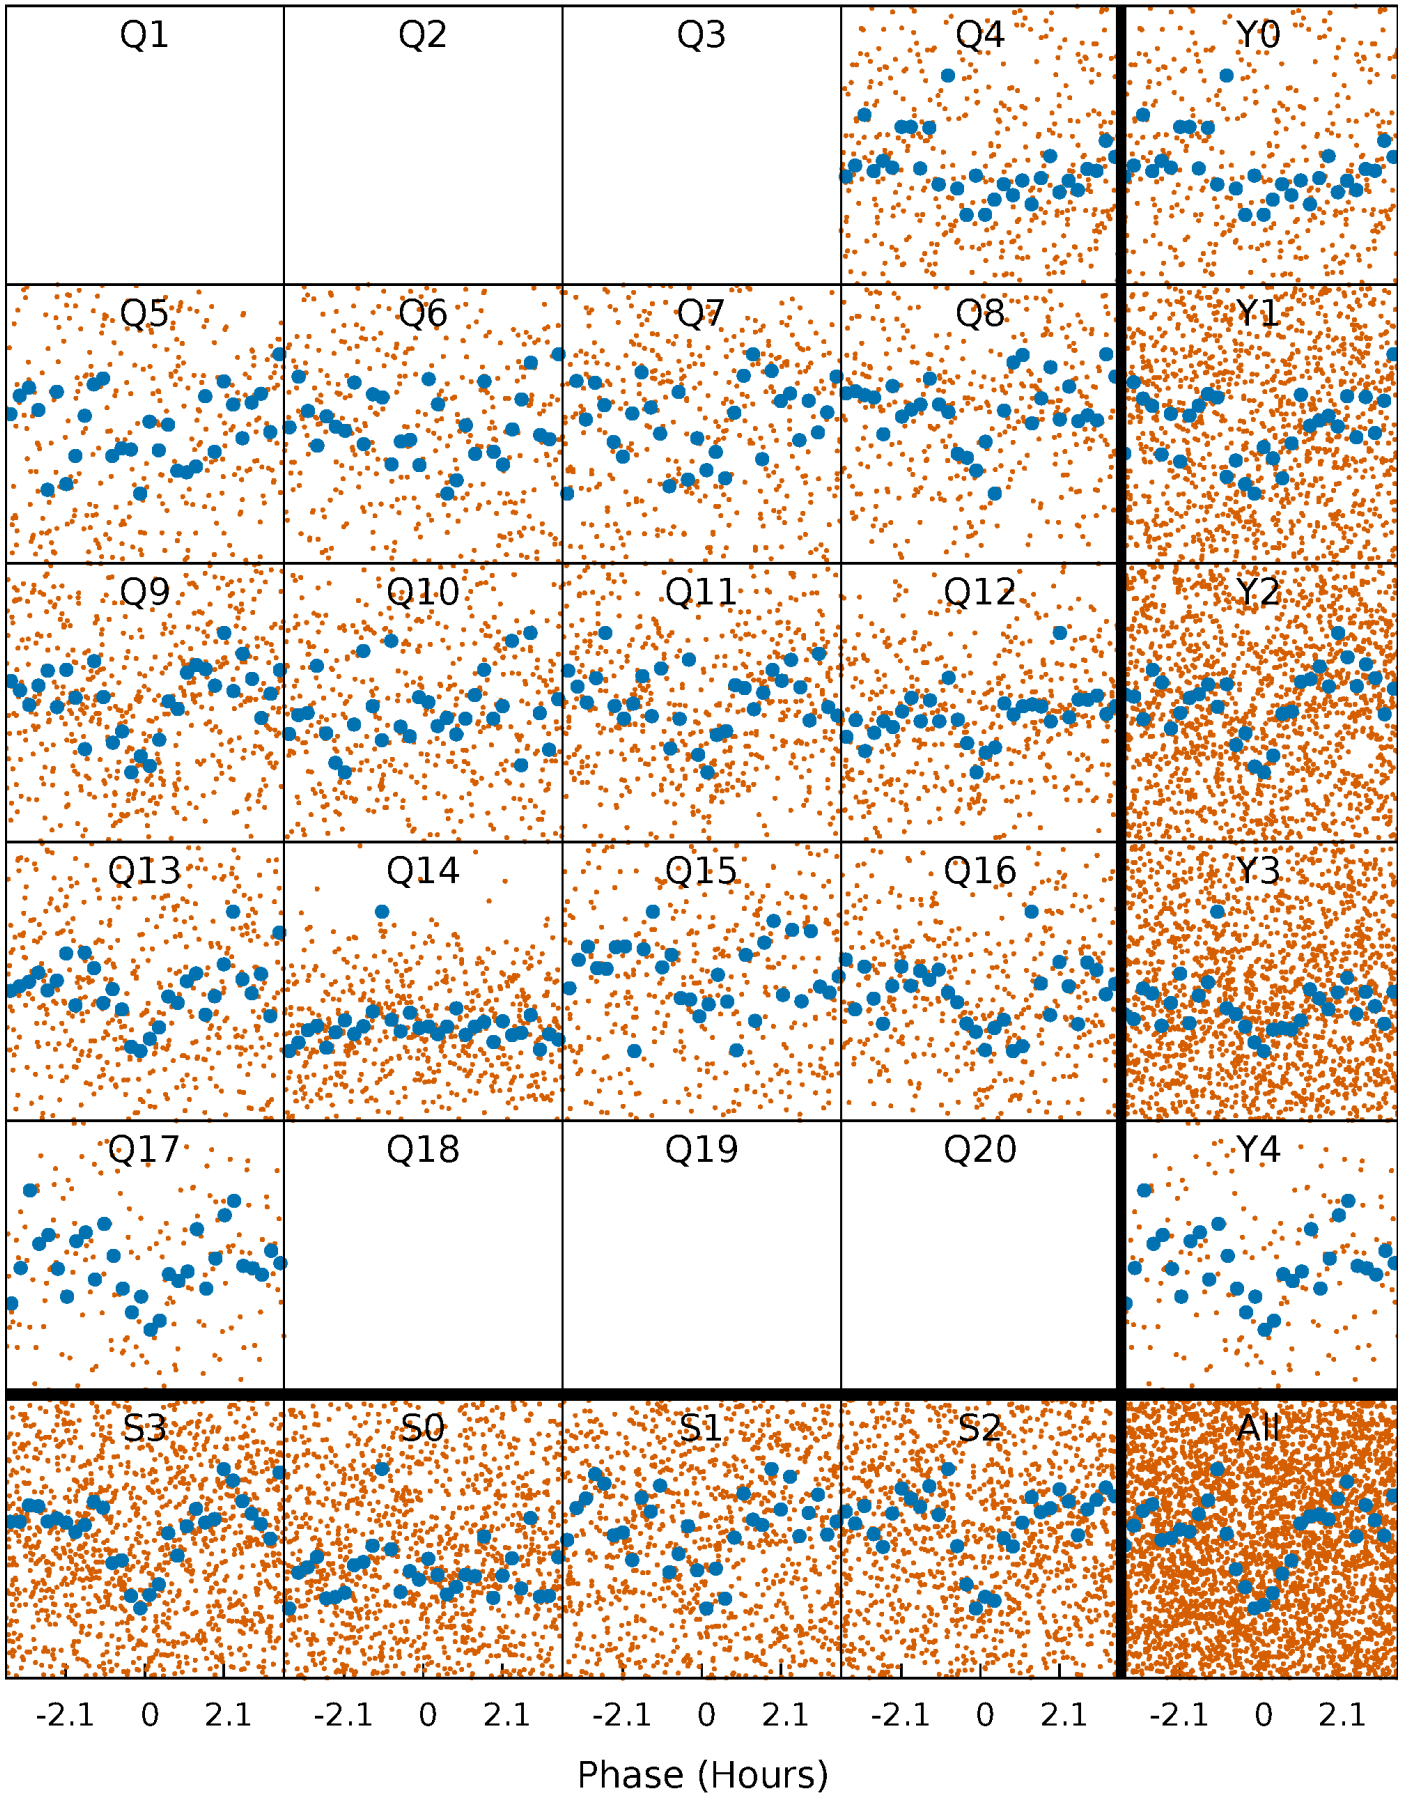 Q1 Q2 Q3 Q4 Y0
Q5 Q6 Q7 Q8 Y1
Q9 Q10 Q11 Q12 Y2
Q13 Q14 Q15 Q16 Y3
Q17 Q18 Q19 Q20 Y4
S3 S0 S1 S2 All
-2.1 0 2.1 -2.1 0 2.1 -2.1 0 2.1 -2.1 0 2.1 -2.1 0 2.1
Phase (Hours)